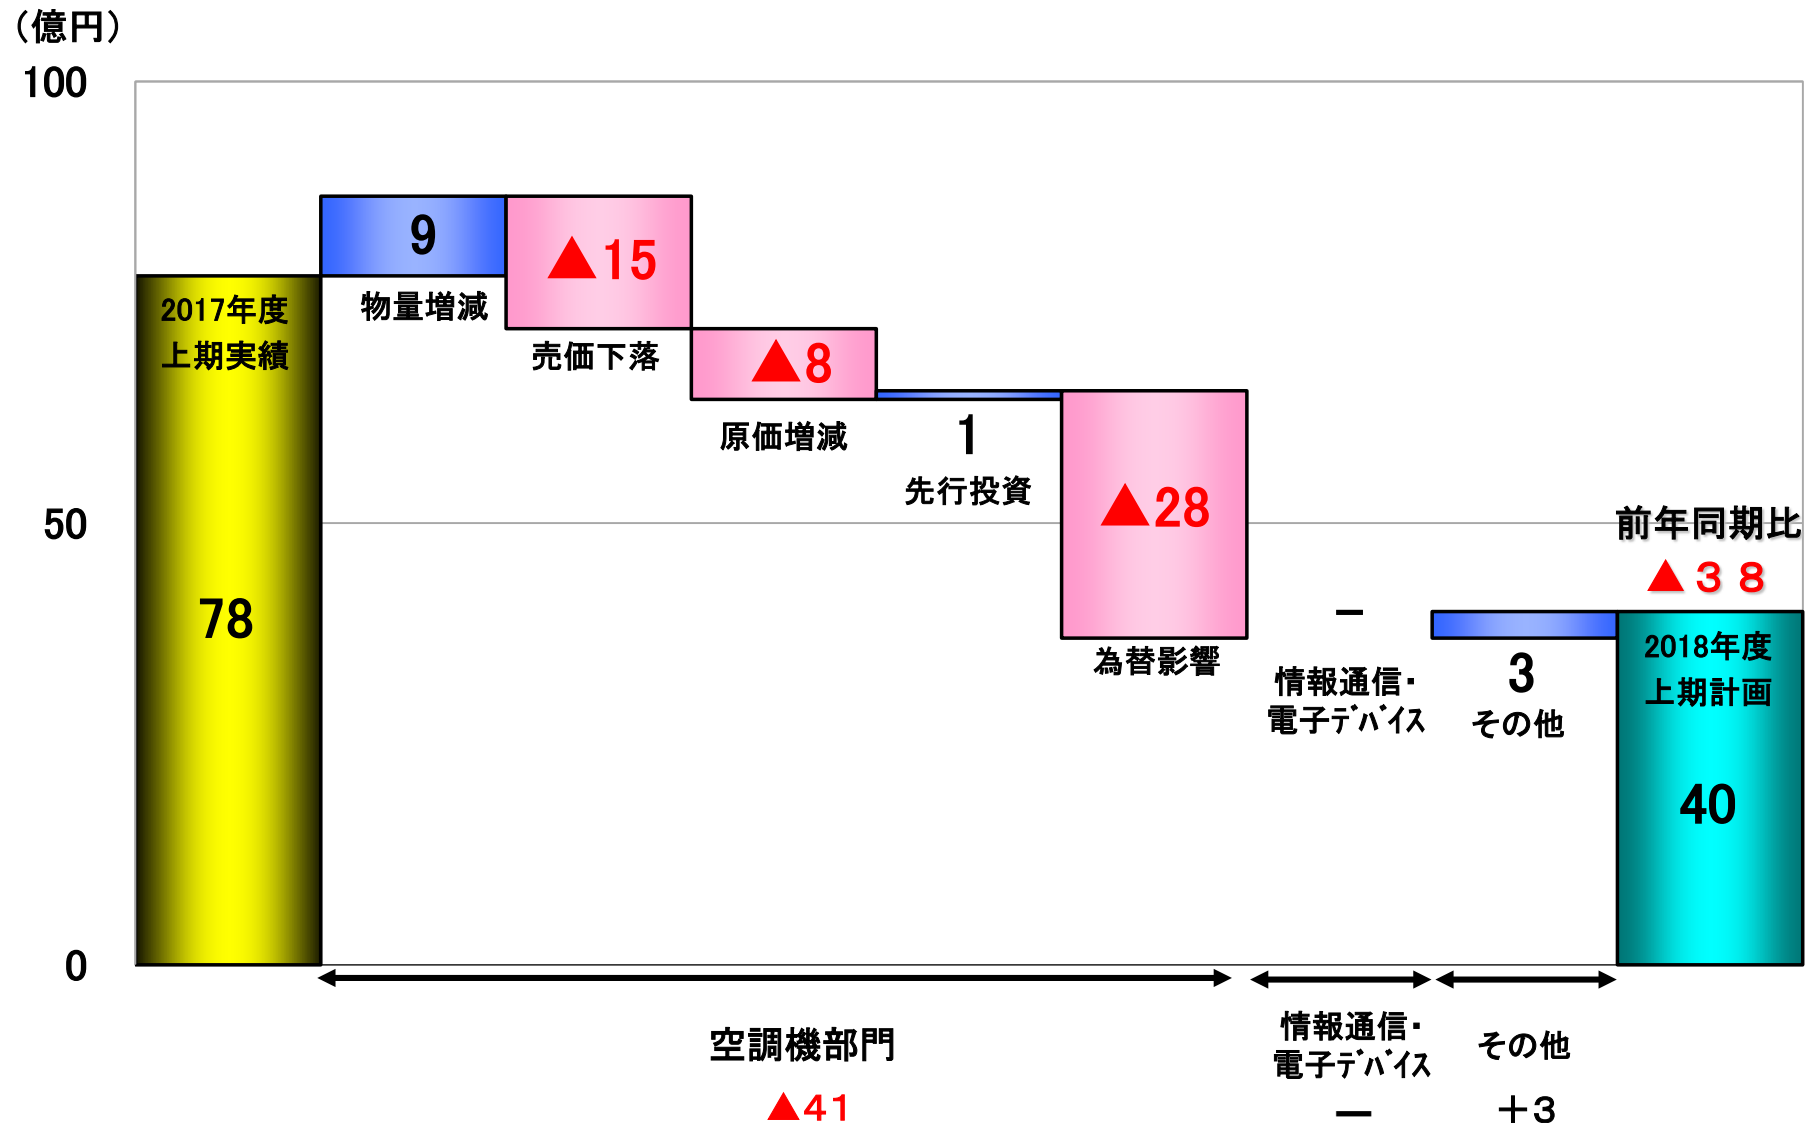 （億円）
100
50
0
2017年度
上期実績
78
9
物量増減
▲15
売価下落
▲8
原価増減
1
先行投資
▲28
為替影響
－
情報通信・
電子ﾃﾞﾊﾞｲｽ
3
その他
前年同期比
▲３８
2018年度
上期計画
40
空調機部門
▲41
情報通信・
電子ﾃﾞﾊﾞｲｽ
－
その他
＋3